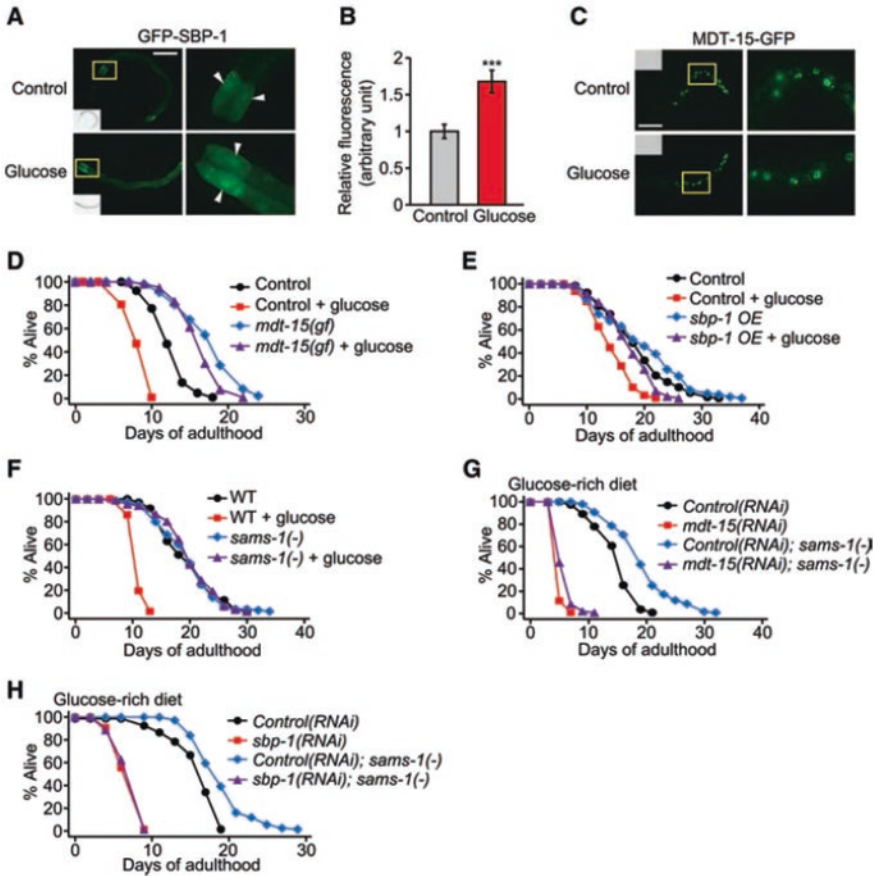 A
GFP-SBP-1
Control
Glucose
B
Relative fluorescence
(arbitrary unit)
2
1.5
1
0.5
0
***
Control Glucose
C
MDT-15-GFP
Control
Glucose
D
% Alive
100
80
60
40
20
0
0 10 20 30
Days of adulthood
Control
Control + glucose
mdt-15(gf)
mdt-15(gf) + glucose
E
% Alive
100
80
60
40
20
0
0 10 20 30 40
Days of adulthood
Control
Control + glucose
sbp-1 OE
sbp-1 OE + glucose
F
% Alive
100
80
60
40
20
0
0 10 20 30 40
Days of adulthood
WT
WT + glucose
sams-1(-)
sams-1(-) + glucose
G
Glucose-rich diet
% Alive
100
80
60
40
20
0
0 10 20 30 40
Days of adulthood
Control(RNAi)
mdt-15(RNAi)
Control(RNAi); sams-1(-)
mdt-15(RNAi); sams-1(-)
H
Glucose-rich diet
% Alive
100
80
60
40
20
0
0 10 20 30
Days of adulthood
Control(RNAi)
sbp-1(RNAi)
Control(RNAi); sams-1(-)
sbp-1(RNAi); sams-1(-)